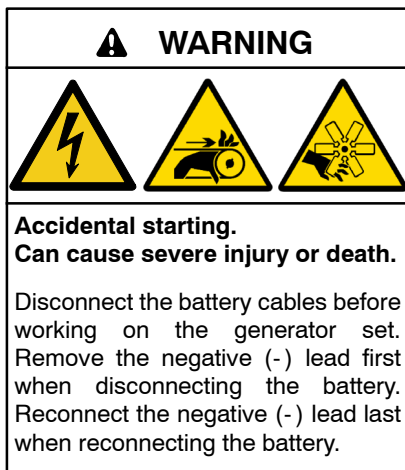 WARNING
Accidental starting.
Can cause severe injury or death.
Disconnect the battery cables before
working on the generator set.
Remove the negative (-) lead first
when disconnecting the battery.
Reconnect the negative (-) lead last
when reconnecting the battery.